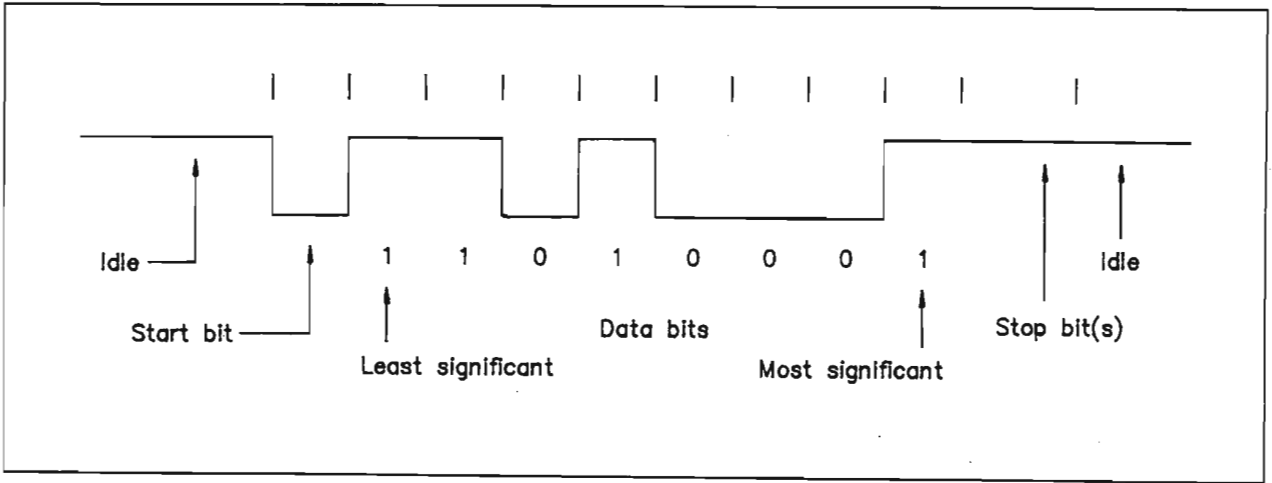 1 1 0 1 0 0 0 1
Idle
Idle
Start bit
Data bits
Stop bit(s)
Least significant
Most significant